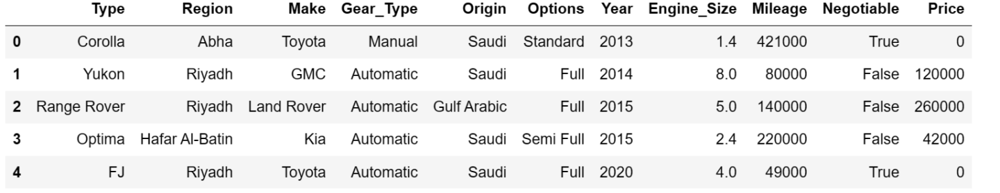 Type Region Make Gear_Type Origin Options Year Engine_Size Mileage Negotiable Price
0 Corolla Abha Toyota Manual Saudi Standard 2013 1.4 421000 True 0
1 Yukon Riyadh GMC Automatic Saudi Full 2014 8.0 80000 False 120000
2 Range Rover Riyadh Land Rover Automatic Gulf Arabic Full 2015 5.0 140000 False 260000
3 Optima Hafar Al-Batin Kia Automatic Saudi Semi Full 2015 2.4 220000 False 42000
4 FJ Riyadh Toyota Automatic Saudi Full 2020 4.0 49000 True 0